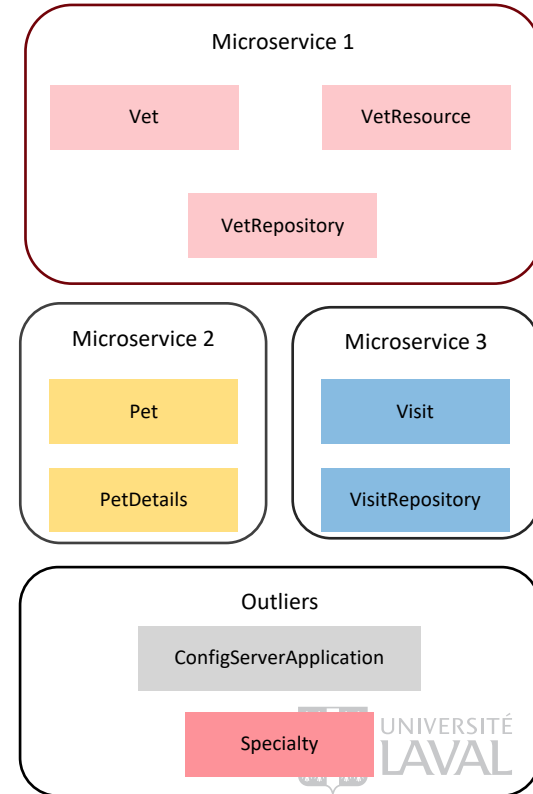 Microservice 1
Vet
VetResource
VetRepository
Microservice 2
Microservice 3
Pet
Visit
PetDetails
VisitRepository
Outliers
ConfigServerApplication
Specialty
UNIVERSITÉ
LAVAL